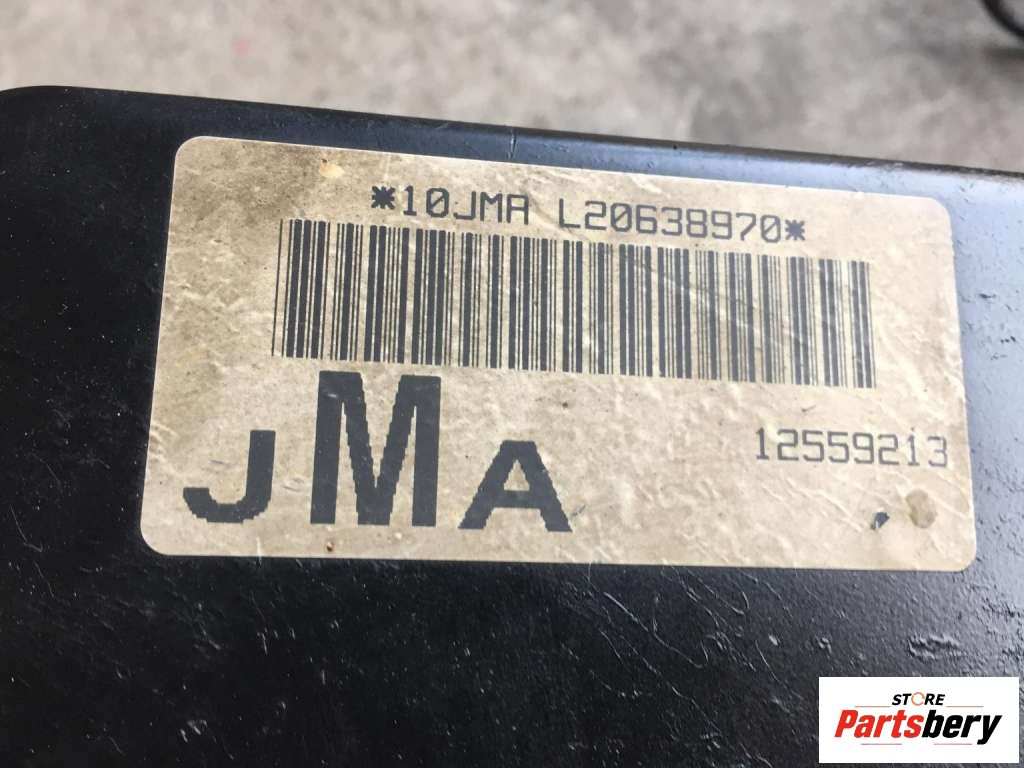 *10JMA L20638970*
JMA
12559213
STORE
Partsbery